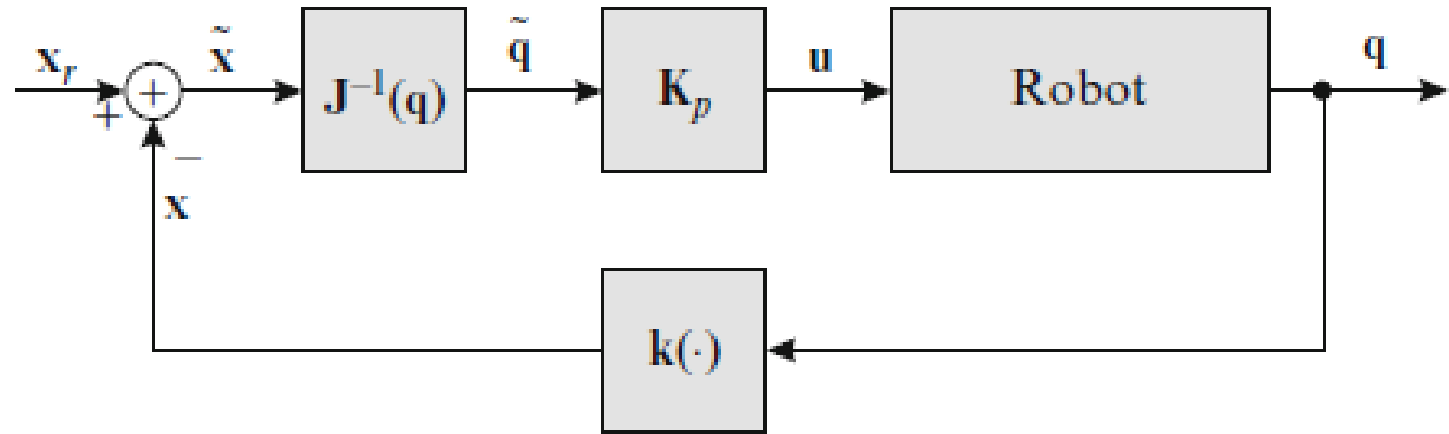 x_r + + x̃ J⁻¹(q) q̃ K_p u Robot q
− x
k(·)